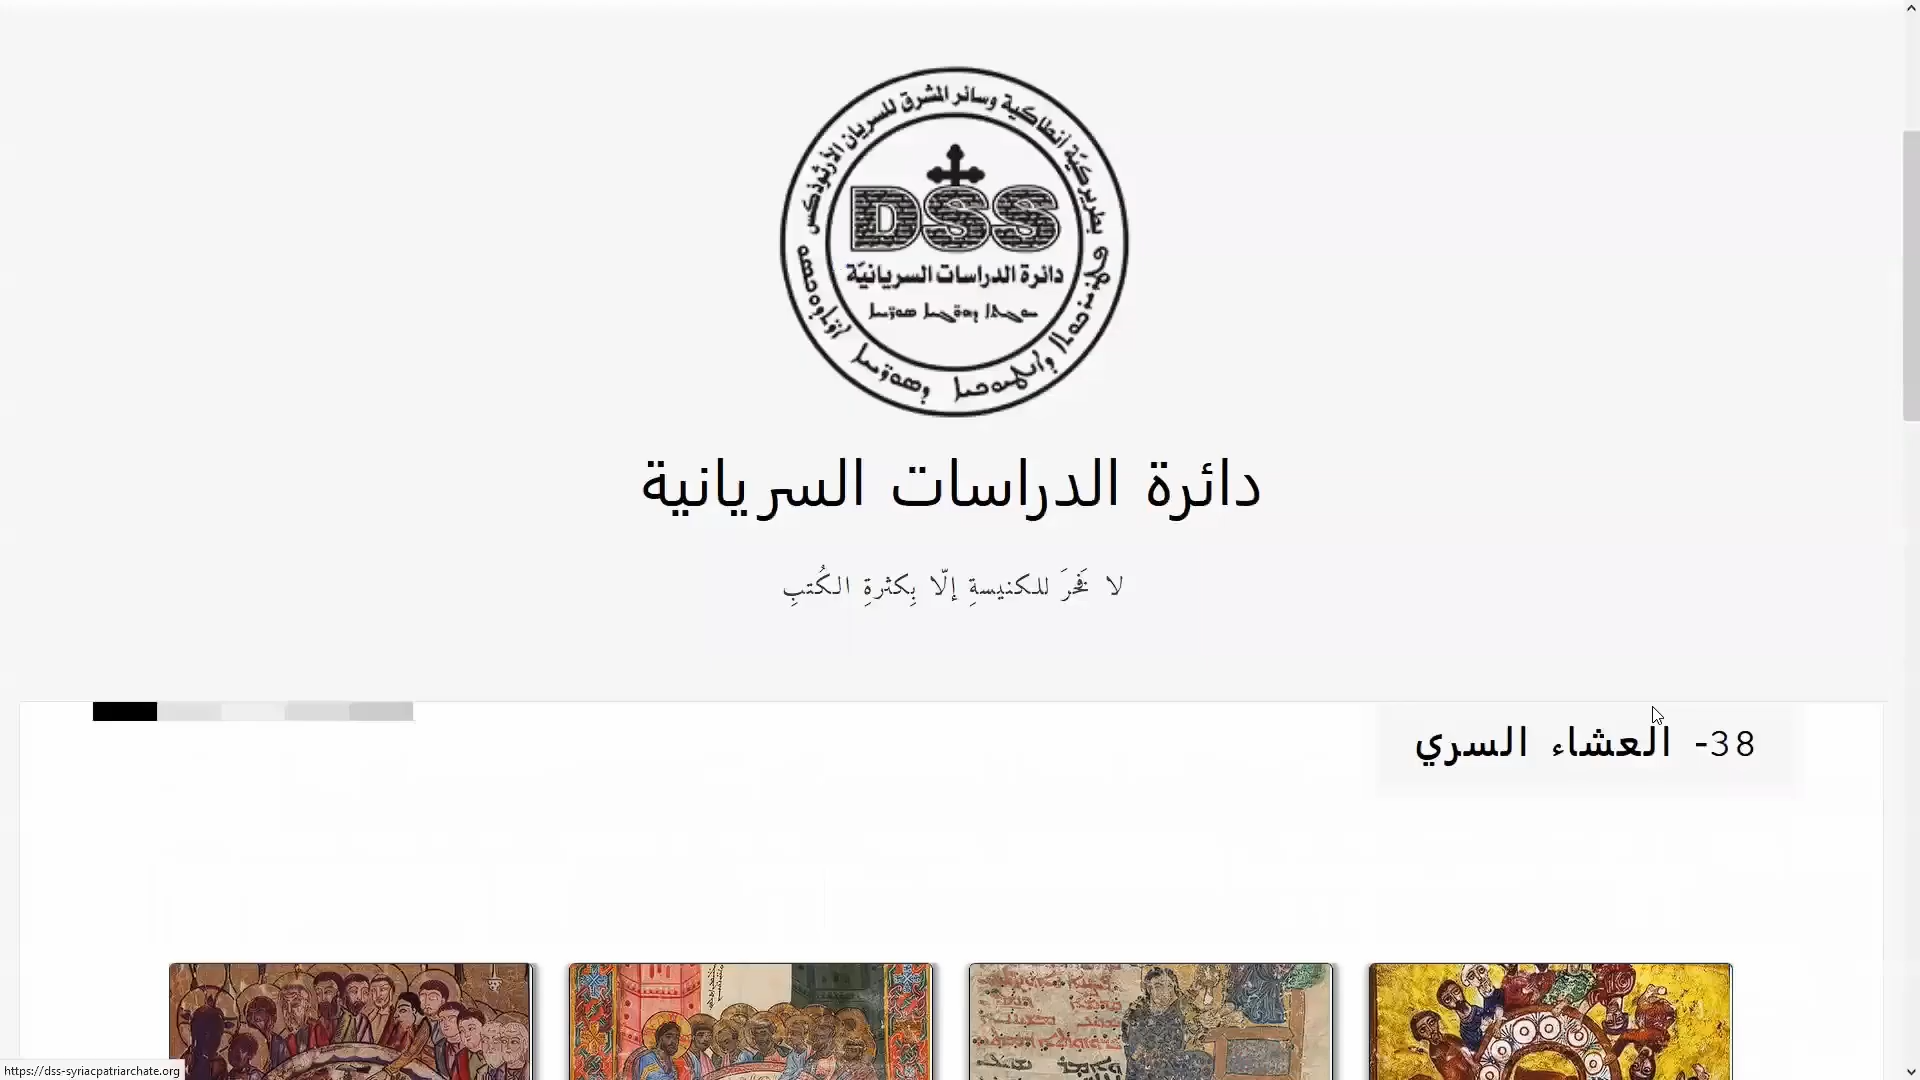 بطريركيّة أنطاكية وسائر المشرق للسريان الأرثوذكس
DSS
دائرة الدراسات السريانيّة
دائرة الدراسات السريانية
لا فَخرَ للكنيسةِ إلّا بِكثرةِ الكُتبِ
38- العشاء السري
https://dss-syriacpatriarchate.org